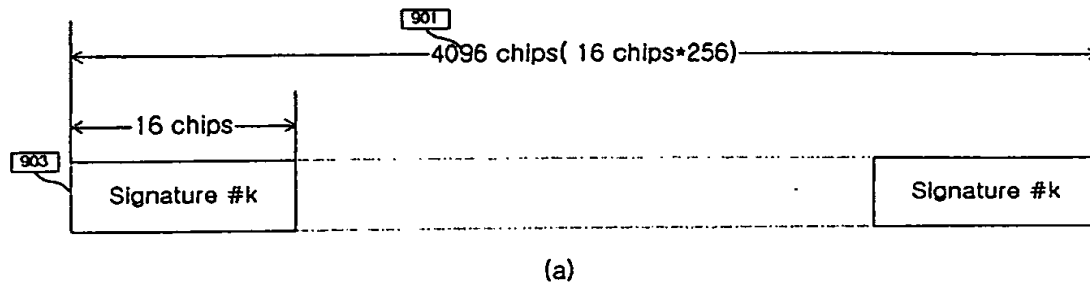 901
4096 chips( 16 chips*256)
16 chips
903
Signature #k
Signature #k
(a)